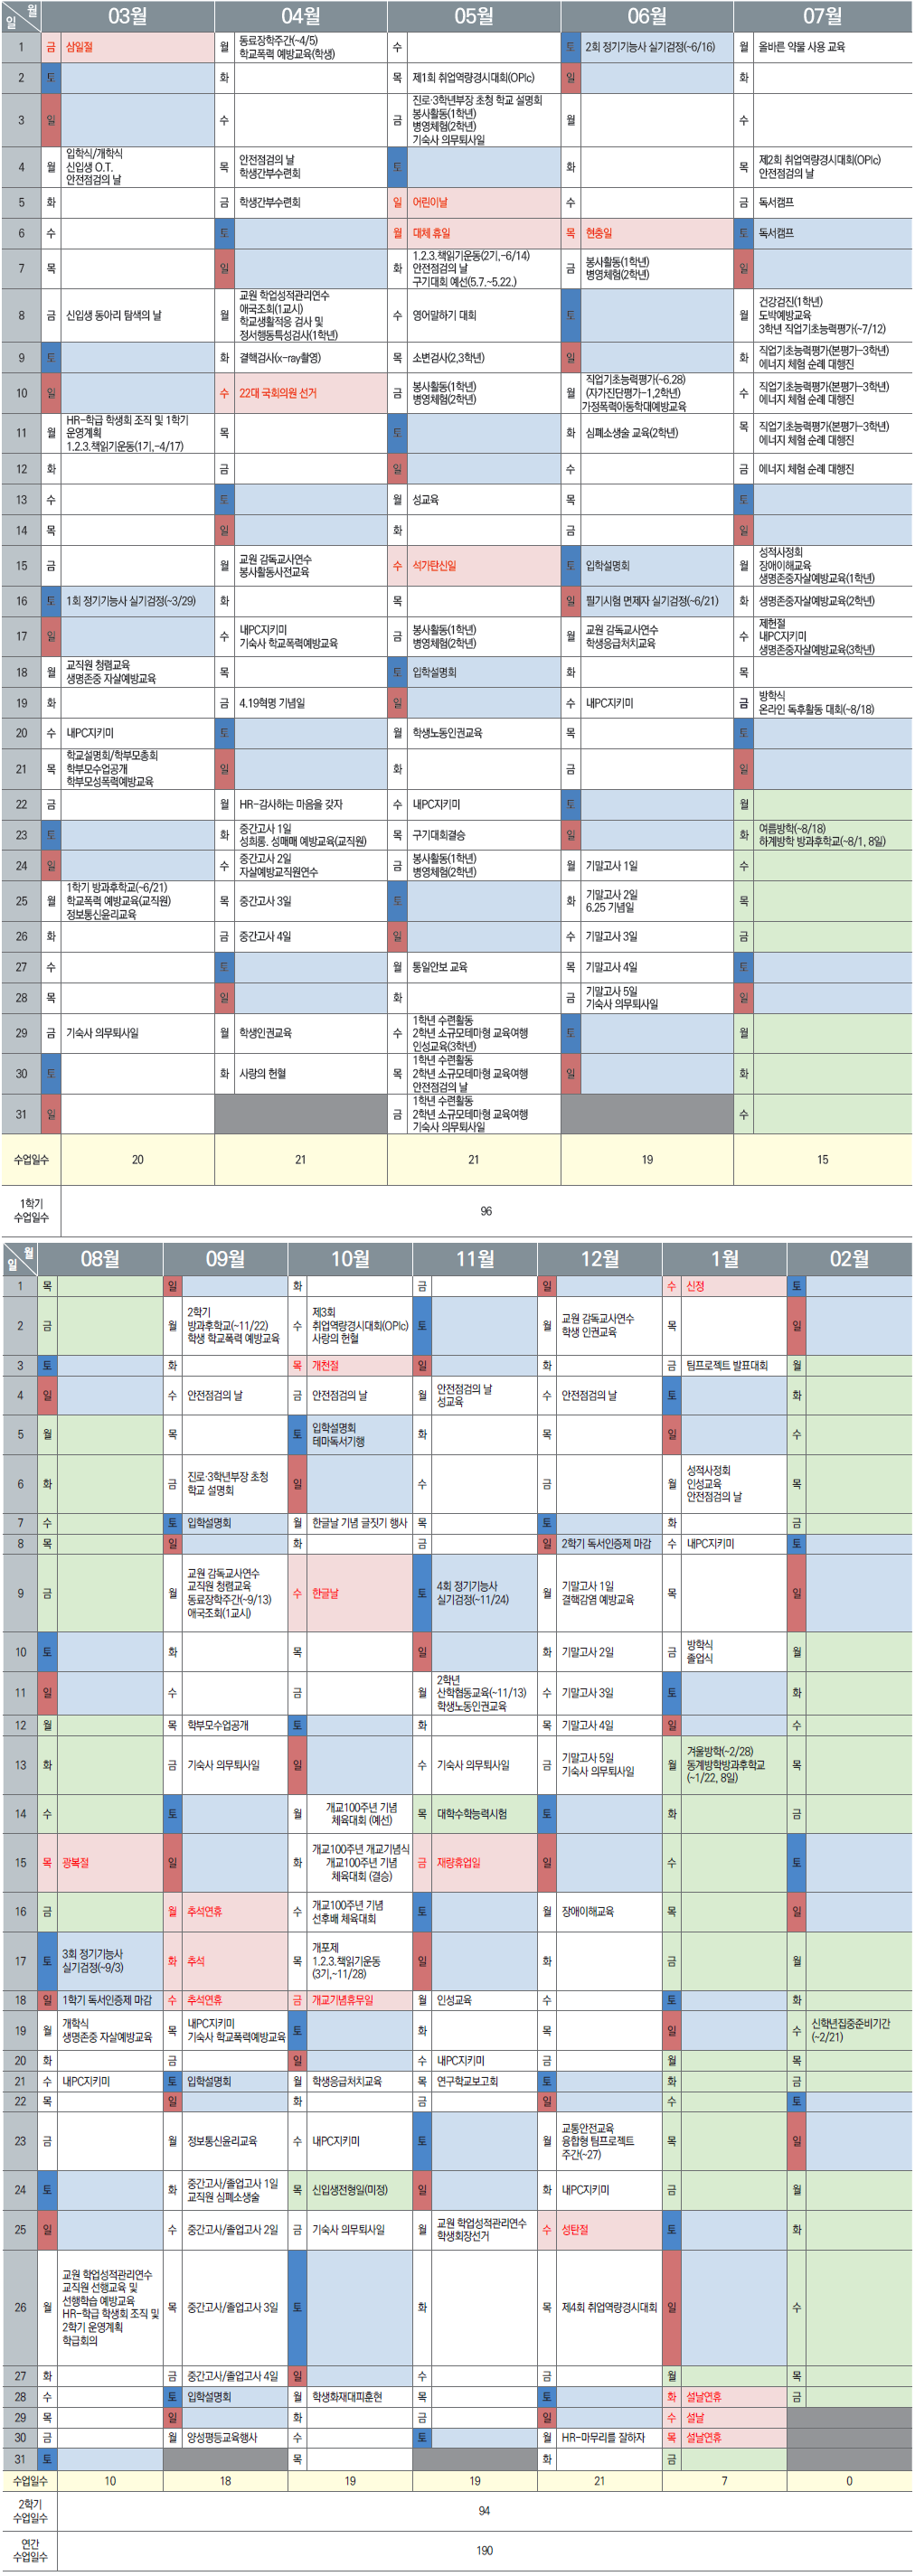 월 일 03월 04월 05월 06월 07월
1 금 삼일절 월 동료장학주간(~4/5) 수 토 2회 정기기능사 실기검정(~6/16) 월 올바른 약물 사용 교육
학교폭력 예방교육(학생)
2 토 화 목 제1회 취업역량경시대회(OPIc) 일 화
3 일 수 금 진로·3학년부장 초청 학교 설명회 월 수
봉사활동(1학년)
병영체험(2학년)
기숙사 의무퇴사일
4 월 입학식/개학식 목 안전점검의 날 토 화 목 제2회 취업역량경시대회(OPIc)
신입생 O.T. 학생간부수련회 안전점검의 날
안전점검의 날
5 화 금 학생간부수련회 일 어린이날 수 금 독서캠프
6 수 토 월 대체 휴일 목 현충일 토 독서캠프
7 목 일 화 1.2.3.책읽기운동(2기,~6/14) 금 봉사활동(1학년) 일
안전점검의 날 병영체험(2학년)
구기대회 예선(5.7.~5.22.)
8 금 신입생 동아리 탐색의 날 월 교원 학업성적관리연수 수 영어말하기 대회 토 월 건강검진(1학년)
애국조회(1교시) 도박예방교육
학교생활적응 검사 및 3학년 직업기초능력평가(~7/12)
정서행동특성검사(1학년)
9 토 화 결핵검사(x-ray촬영) 목 소변검사(2,3학년) 일 화 직업기초능력평가(본평가-3학년)
에너지 체험 순례 대행진
10 일 수 22대 국회의원 선거 금 봉사활동(1학년) 월 직업기초능력평가(~6.28) 수 직업기초능력평가(본평가-3학년)
병영체험(2학년) (자가진단평가-1,2학년) 에너지 체험 순례 대행진
가정폭력아동학대예방교육
11 월 HR-학급 학생회 조직 및 1학기 목 토 화 심폐소생술 교육(2학년) 목 직업기초능력평가(본평가-3학년)
운영계획 에너지 체험 순례 대행진
1.2.3.책읽기운동(1기,~4/17)
12 화 금 일 수 금 에너지 체험 순례 대행진
13 수 토 월 성교육 목 토
14 목 일 화 금 일
15 금 월 교원 감독교사연수 수 석가탄신일 토 입학설명회 월 성적사정회
봉사활동사전교육 장애이해교육
생명존중자살예방교육(1학년)
16 토 1회 정기기능사 실기검정(~3/29) 화 목 일 필기시험 면제자 실기검정(~6/21) 화 생명존중자살예방교육(2학년)
17 일 수 내PC지키미 금 봉사활동(1학년) 월 교원 감독교사연수 수 제헌절
기숙사 학교폭력예방교육 병영체험(2학년) 학생응급처치교육 내PC지키미
생명존중자살예방교육(3학년)
18 월 교직원 청렴교육 목 토 입학설명회 화 목
생명존중 자살예방교육
19 화 금 4.19혁명 기념일 일 수 내PC지키미 금 방학식
온라인 독후활동 대회(~8/18)
20 수 내PC지키미 토 월 학생노동인권교육 목 토
21 목 학교설명회/학부모총회 일 화 금 일
학부모수업공개
학부모성폭력예방교육
22 금 월 HR-감사하는 마음을 갖자 수 내PC지키미 토 월
23 토 화 중간고사 1일 목 구기대회결승 일 화 여름방학(~8/18)
성희롱. 성매매 예방교육(교직원) 하계방학 방과후학교(~8/1, 8일)
24 일 수 중간고사 2일 금 봉사활동(1학년) 월 기말고사 1일 수
자살예방교직원연수 병영체험(2학년)
25 월 1학기 방과후학교(~6/21) 목 중간고사 3일 토 화 기말고사 2일 목
학교폭력 예방교육(교직원) 6.25 기념일
정보통신윤리교육
26 화 금 중간고사 4일 일 수 기말고사 3일 금
27 수 토 월 통일안보 교육 목 기말고사 4일 토
28 목 일 화 금 기말고사 5일 일
기숙사 의무퇴사일
29 금 기숙사 의무퇴사일 월 학생인권교육 수 1학년 수련활동 토 월
2학년 소규모테마형 교육여행
인성교육(3학년)
30 토 화 사랑의 헌혈 목 1학년 수련활동 일 화
2학년 소규모테마형 교육여행
안전점검의 날
31 일 금 1학년 수련활동 수
2학년 소규모테마형 교육여행
기숙사 의무퇴사일
수업일수 20 21 21 19 15
1학기 96
수업일수
월 일 08월 09월 10월 11월 12월 1월 02월
1 목 일 화 금 일 수 신정 토
2 금 월 2학기 수 제3회 토 월 교원 감독교사연수 목 일
방과후학교(~11/22) 취업역량경시대회(OPIc) 학생 인권교육
학생 학교폭력 예방교육 사랑의 헌혈
3 토 화 목 개천절 일 화 금 팀프로젝트 발표대회 월
4 일 수 안전점검의 날 금 안전점검의 날 월 안전점검의 날 수 안전점검의 날 토 화
성교육
5 월 목 토 입학설명회 화 목 일 수
테마독서기행
6 화 금 진로·3학년부장 초청 일 수 금 월 성적사정회 목
학교 설명회 인성교육
안전점검의 날
7 수 토 입학설명회 월 한글날 기념 글짓기 행사 목 토 화 금
8 목 일 화 금 일 2학기 독서인증제 마감 수 내PC지키미 토
9 금 월 교원 감독교사연수 수 한글날 토 4회 정기기능사 월 기말고사 1일 목 일
교직원 청렴교육 실기검정(~11/24) 결핵감염 예방교육
동료장학주간(~9/13)
애국조회(1교시)
10 토 화 목 일 화 기말고사 2일 금 방학식 월
졸업식
11 일 수 금 월 2학년 수 기말고사 3일 토 화
산학협동교육(~11/13)
학생노동인권교육
12 월 목 학부모수업공개 토 화 목 기말고사 4일 일 수
13 화 금 기숙사 의무퇴사일 일 수 기숙사 의무퇴사일 금 기말고사 5일 월 겨울방학(~2/28) 목
기숙사 의무퇴사일 동계방학방과후학교
(~1/22, 8일)
14 수 토 월 개교100주년 기념 목 대학수학능력시험 토 화 금
체육대회 (예선)
15 목 광복절 일 화 개교100주년 개교기념식 금 재량휴업일 일 수 토
개교100주년 기념
체육대회 (결승)
16 금 월 추석연휴 수 개교100주년 기념 토 월 장애이해교육 목 일
선후배 체육대회
17 토 3회 정기기능사 화 추석 목 개포제 일 화 금 월
실기검정(~9/3) 1.2.3.책읽기운동
(3기,~11/28)
18 일 1학기 독서인증제 마감 수 추석연휴 금 개교기념휴무일 월 인성교육 수 토 화
19 월 개학식 목 내PC지키미 토 화 목 일 수 신학년집중준비기간
생명존중 자살예방교육 기숙사 학교폭력예방교육 (~2/21)
20 화 금 일 수 내PC지키미 금 월 목
21 수 내PC지키미 토 입학설명회 월 학생응급처치교육 목 연구학교보고회 토 화 금
22 목 일 화 금 일 수 토
23 금 월 정보통신윤리교육 수 내PC지키미 토 월 교통안전교육 목 일
융합형 팀프로젝트
주간(~27)
24 토 화 중간고사/졸업고사 1일 목 신입생전형일(미정) 일 화 내PC지키미 금 월
교직원 심폐소생술
25 일 수 중간고사/졸업고사 2일 금 기숙사 의무퇴사일 월 교원 학업성적관리연수 수 성탄절 토 화
학생회장선거
26 월 교원 학업성적관리연수 목 중간고사/졸업고사 3일 토 화 목 제4회 취업역량경시대회 일 수
교직원 선행교육 및
선행학습 예방교육
HR-학급 학생회 조직 및
2학기 운영계획
학급회의
27 화 금 중간고사/졸업고사 4일 일 수 금 월 목
28 수 토 입학설명회 월 학생화재대피훈현 목 토 화 설날연휴 금
29 목 일 화 금 일 수 설날
30 금 월 양성평등교육행사 수 토 월 HR-마무리를 잘하자 목 설날연휴
31 토 목 화 금
수업일수 10 18 19 19 21 7 0
2학기 94
수업일수
연간 190
수업일수